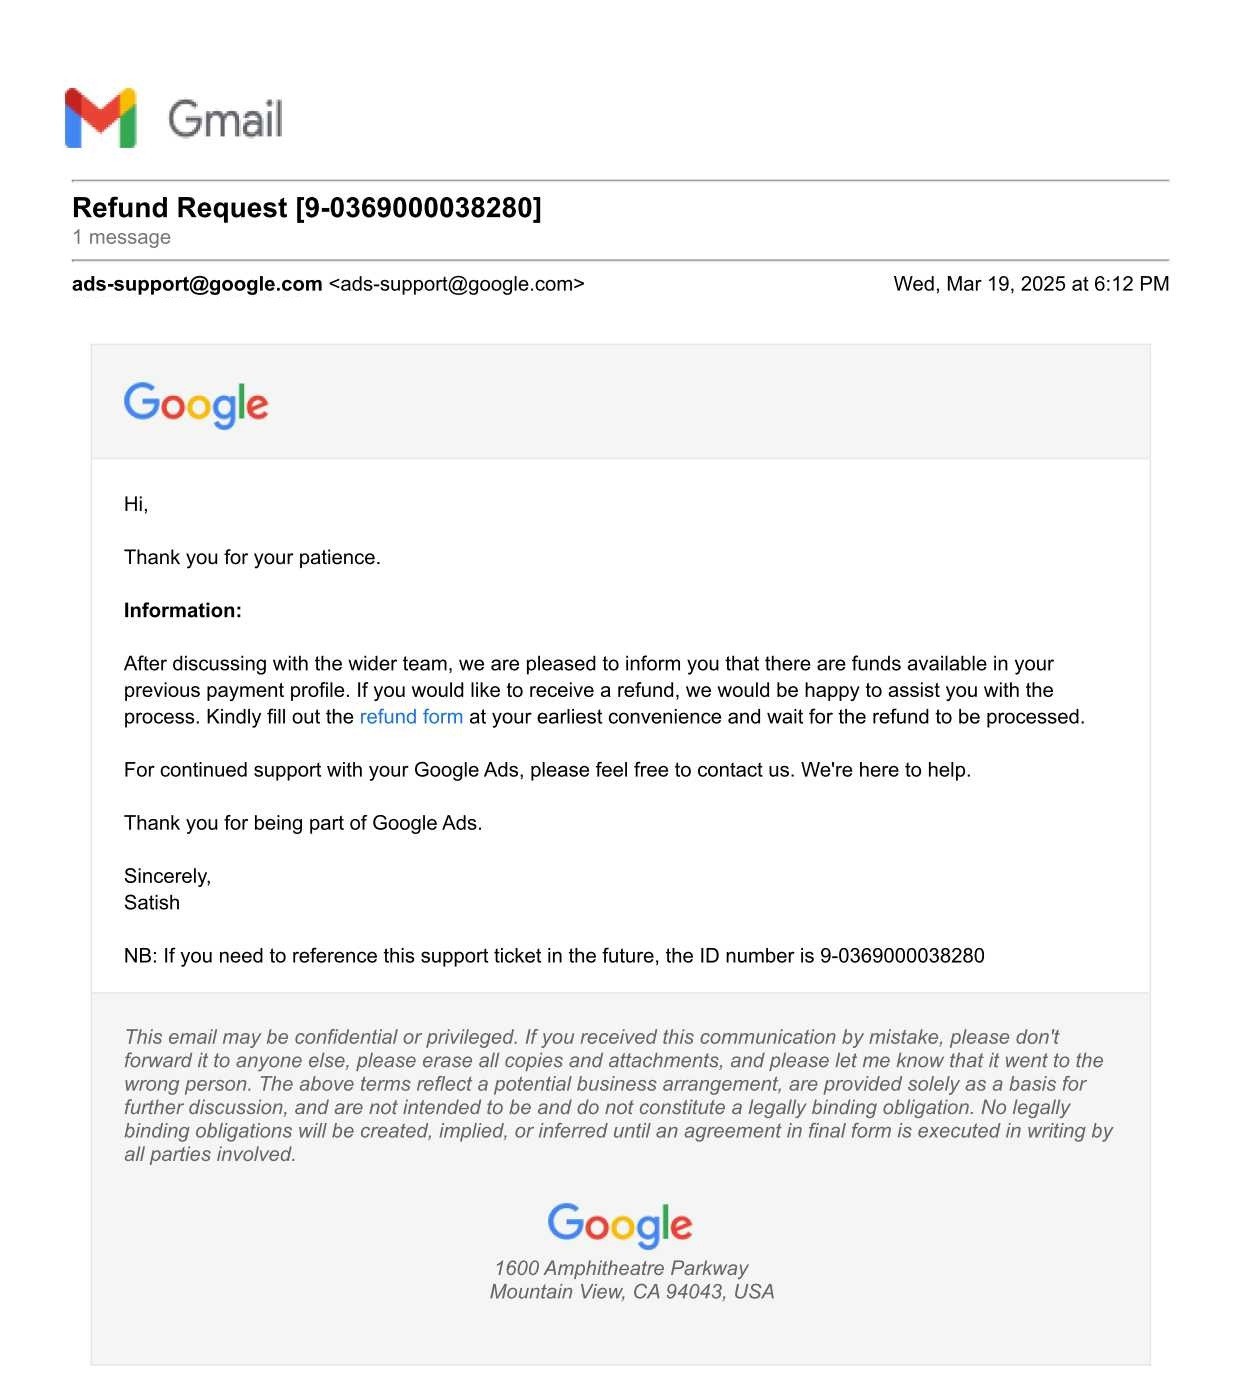 Gmail
Refund Request [9-0369000038280]
1 message
ads-support@google.com <ads-support@google.com> Wed, Mar 19, 2025 at 6:12 PM
Google
Hi,
Thank you for your patience.
Information:
After discussing with the wider team, we are pleased to inform you that there are funds available in your
previous payment profile. If you would like to receive a refund, we would be happy to assist you with the
process. Kindly fill out the refund form at your earliest convenience and wait for the refund to be processed.
For continued support with your Google Ads, please feel free to contact us. We're here to help.
Thank you for being part of Google Ads.
Sincerely,
Satish
NB: If you need to reference this support ticket in the future, the ID number is 9-0369000038280
This email may be confidential or privileged. If you received this communication by mistake, please don't
forward it to anyone else, please erase all copies and attachments, and please let me know that it went to the
wrong person. The above terms reflect a potential business arrangement, are provided solely as a basis for
further discussion, and are not intended to be and do not constitute a legally binding obligation. No legally
binding obligations will be created, implied, or inferred until an agreement in final form is executed in writing by
all parties involved.
Google
1600 Amphitheatre Parkway
Mountain View, CA 94043, USA